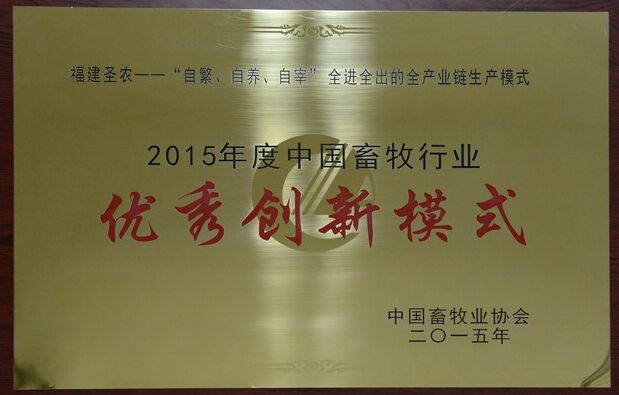 福建圣农——“自繁、自养、自宰”全进全出的全产业链生产模式
2015年度中国畜牧行业
优秀创新模式
中国畜牧业协会
二〇一五年